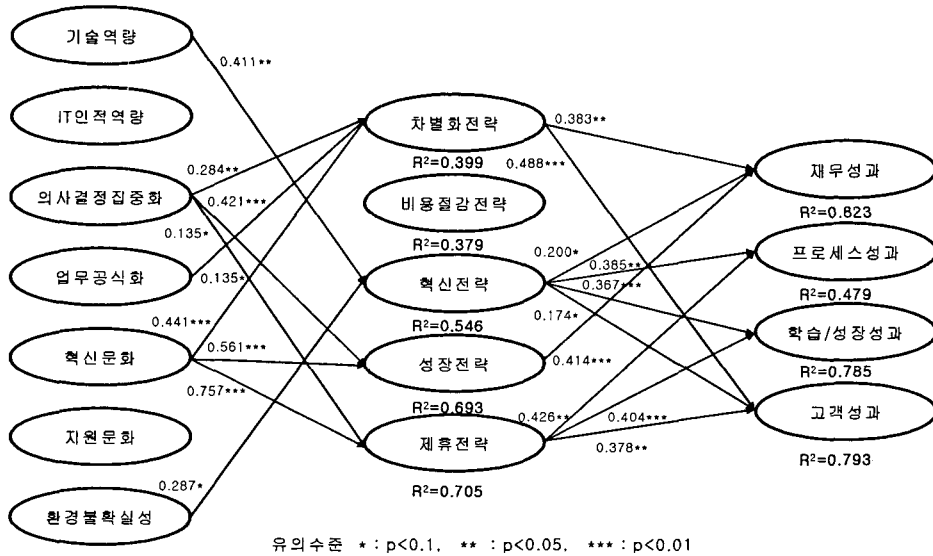 기술역량
IT인적역량
의사결정집중화
업무공식화
혁신문화
지원문화
환경불확실성
0.411**
0.284**
0.421***
0.135*
0.135*
0.441***
0.561***
0.757***
0.287*
차별화전략
R²=0.399
비용절감전략
R²=0.379
혁신전략
R²=0.546
성장전략
R²=0.693
제휴전략
R²=0.705
0.383**
0.488***
0.200*
0.385**
0.367***
0.174*
0.414***
0.426**
0.404***
0.378**
재무성과
R²=0.823
프로세스성과
R²=0.479
학습/성장성과
R²=0.785
고객성과
R²=0.793
유의수준 * : p<0.1, ** : p<0.05, *** : p<0.01